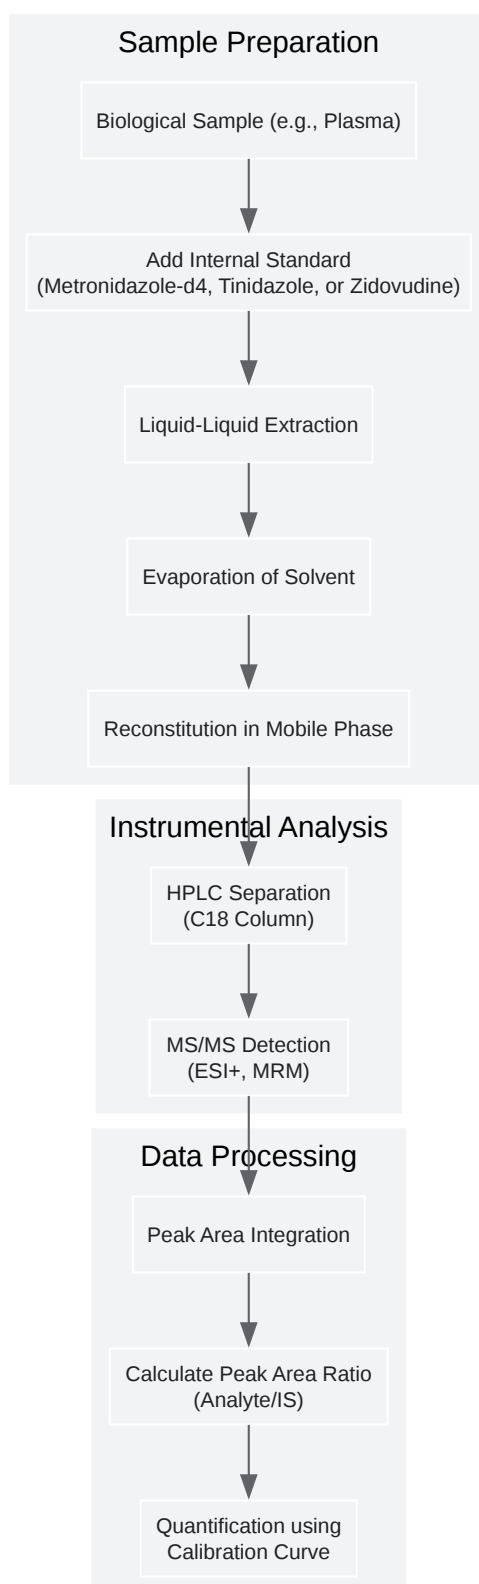 Sample Preparation
Biological Sample (e.g., Plasma)
Add Internal Standard
(Metronidazole-d4, Tinidazole, or Zidovudine)
Liquid-Liquid Extraction
Evaporation of Solvent
Reconstitution in Mobile Phase
Instrumental Analysis
HPLC Separation
(C18 Column)
MS/MS Detection
(ESI+, MRM)
Data Processing
Peak Area Integration
Calculate Peak Area Ratio
(Analyte/IS)
Quantification using
Calibration Curve